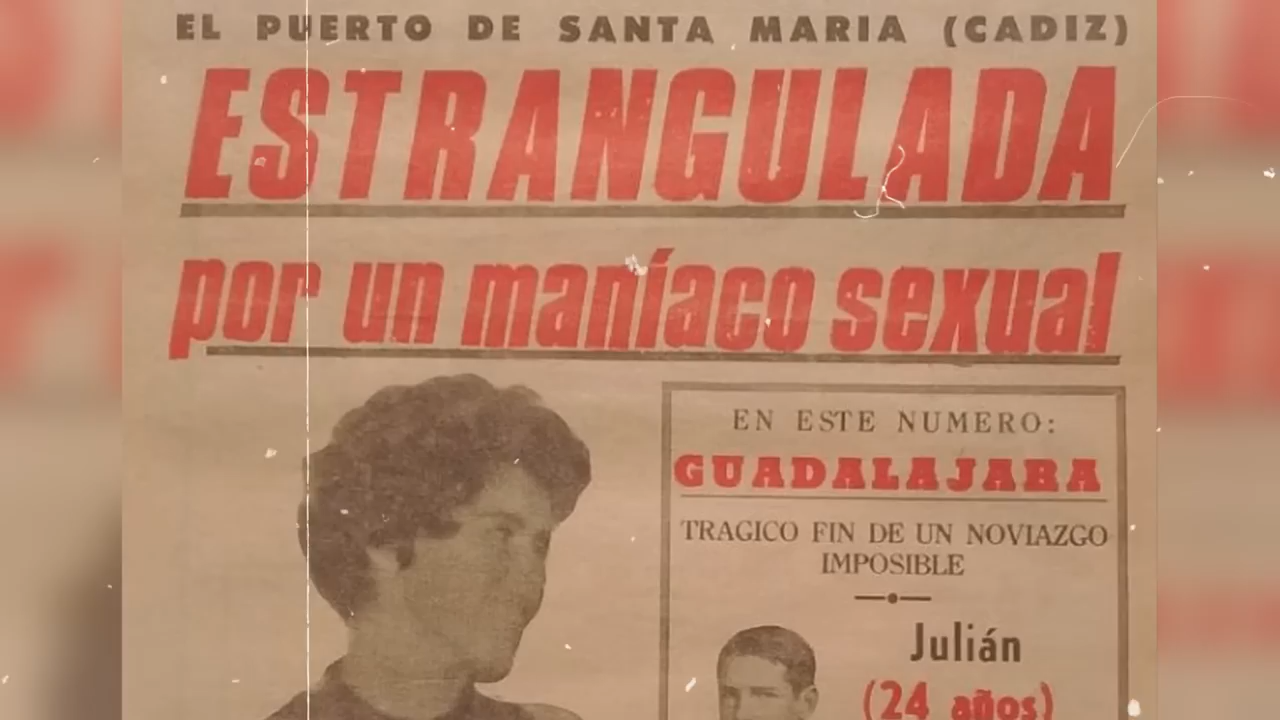 EL PUERTO DE SANTA MARIA (CADIZ)
ESTRANGULADA
por un maníaco sexual
EN ESTE NUMERO:
GUADALAJARA
TRAGICO FIN DE UN NOVIAZGO
IMPOSIBLE
Julián
(24 años)